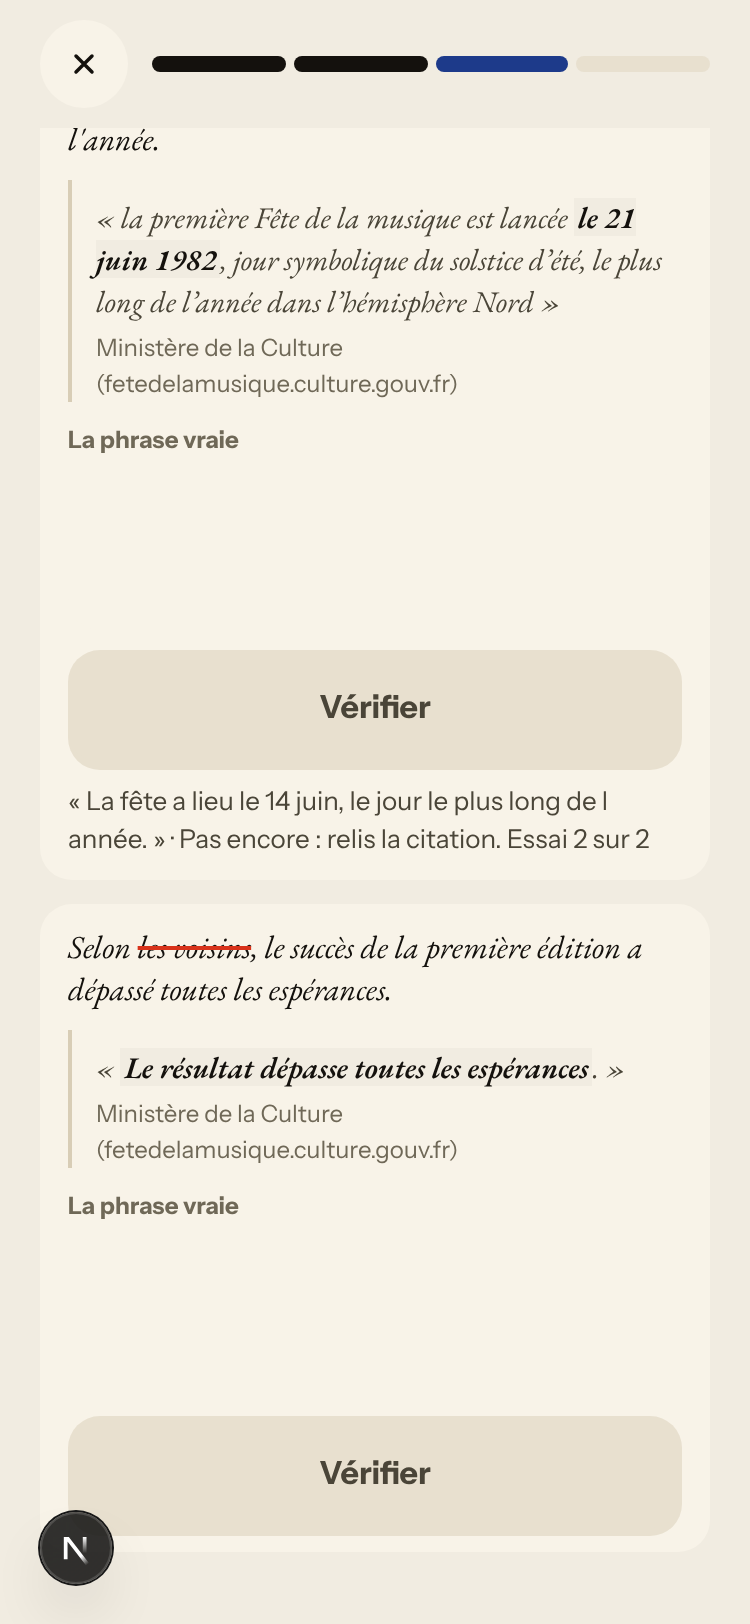 l'année.
« la première Fête de la musique est lancée le 21
juin 1982, jour symbolique du solstice d’été, le plus
long de l’année dans l’hémisphère Nord »
Ministère de la Culture
(fetedelamusique.culture.gouv.fr)
La phrase vraie
Vérifier
« La fête a lieu le 14 juin, le jour le plus long de l
année. » · Pas encore : relis la citation. Essai 2 sur 2
Selon les voisins, le succès de la première édition a
dépassé toutes les espérances.
« Le résultat dépasse toutes les espérances. »
Ministère de la Culture
(fetedelamusique.culture.gouv.fr)
La phrase vraie
Vérifier
N